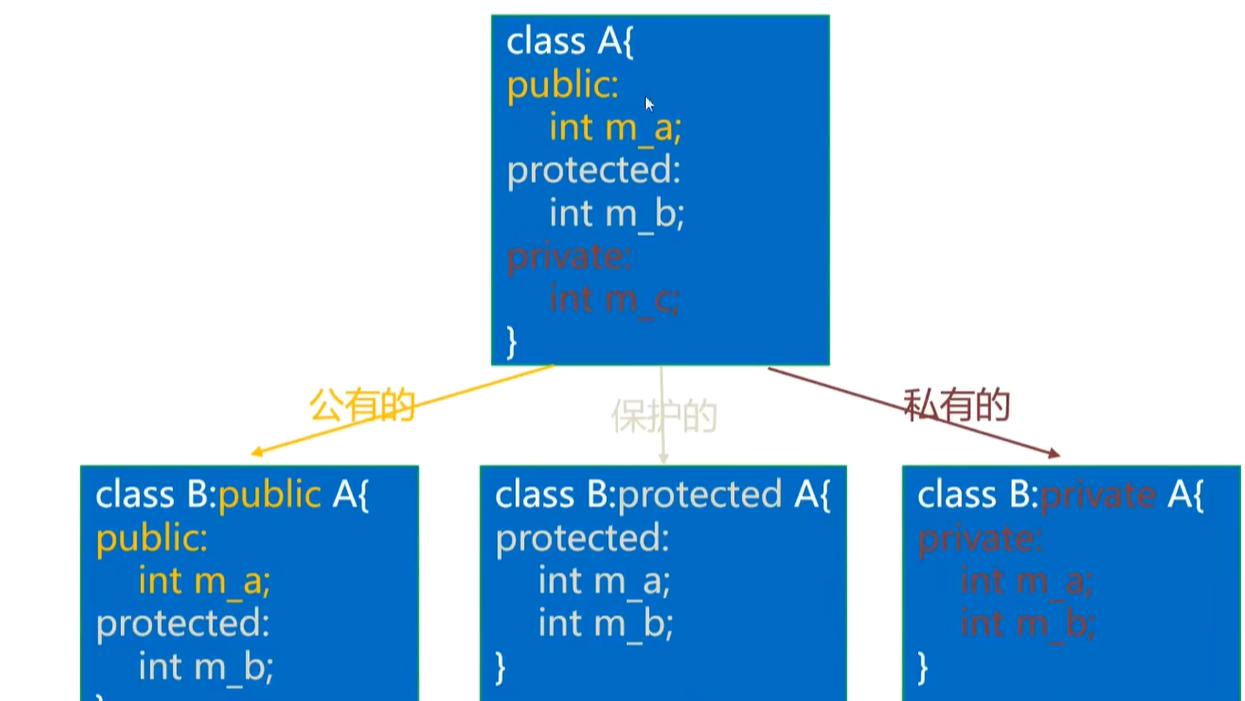 class A{
public:
int m_a;
protected:
int m_b;
private:
int m_c;
}
公有的
保护的
私有的
class B:public A{
public:
int m_a;
protected:
int m_b;
}
class B:protected A{
protected:
int m_a;
int m_b;
}
class B:private A{
private:
int m_a;
int m_b;
}